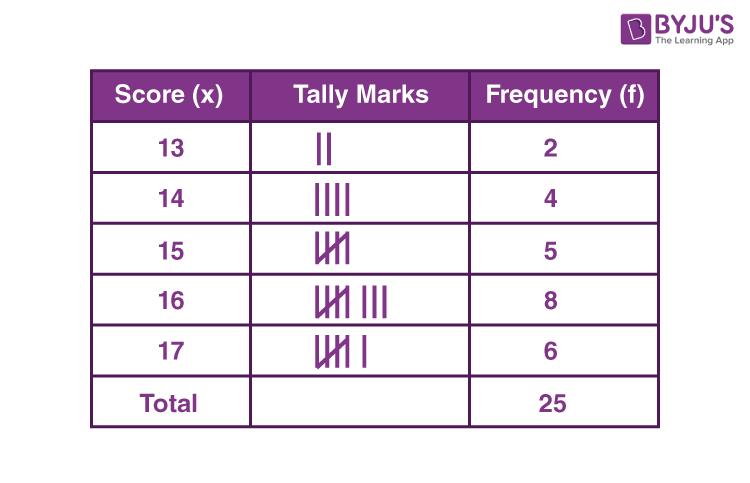 BYJU'S
The Learning App
Score (x) Tally Marks Frequency (f)
13 || 2
14 |||| 4
15 5
16 ||| 8
17 | 6
Total 25